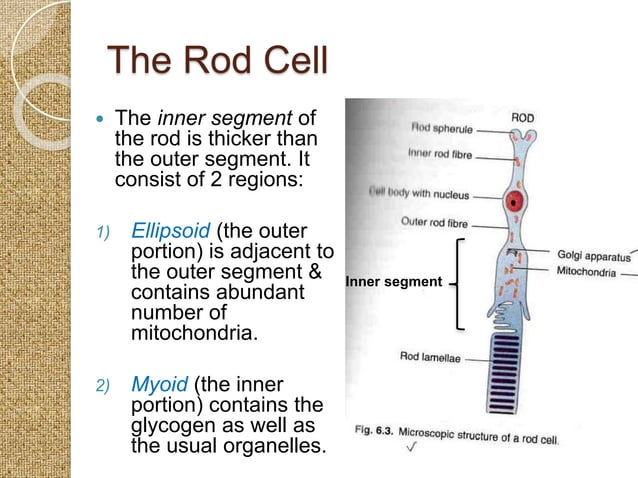 The Rod Cell
The inner segment of
the rod is thicker than
the outer segment. It
consist of 2 regions:
1) Ellipsoid (the outer
portion) is adjacent to
the outer segment &
contains abundant
number of
mitochondria.
2) Myoid (the inner
portion) contains the
glycogen as well as
the usual organelles.
ROD
Rod spherule
Inner rod fibre
Cell body with nucleus
Outer rod fibre
Golgi apparatus
Mitochondria
Inner segment
Rod lamellae
Fig. 6.3. Microscopic structure of a rod cell.